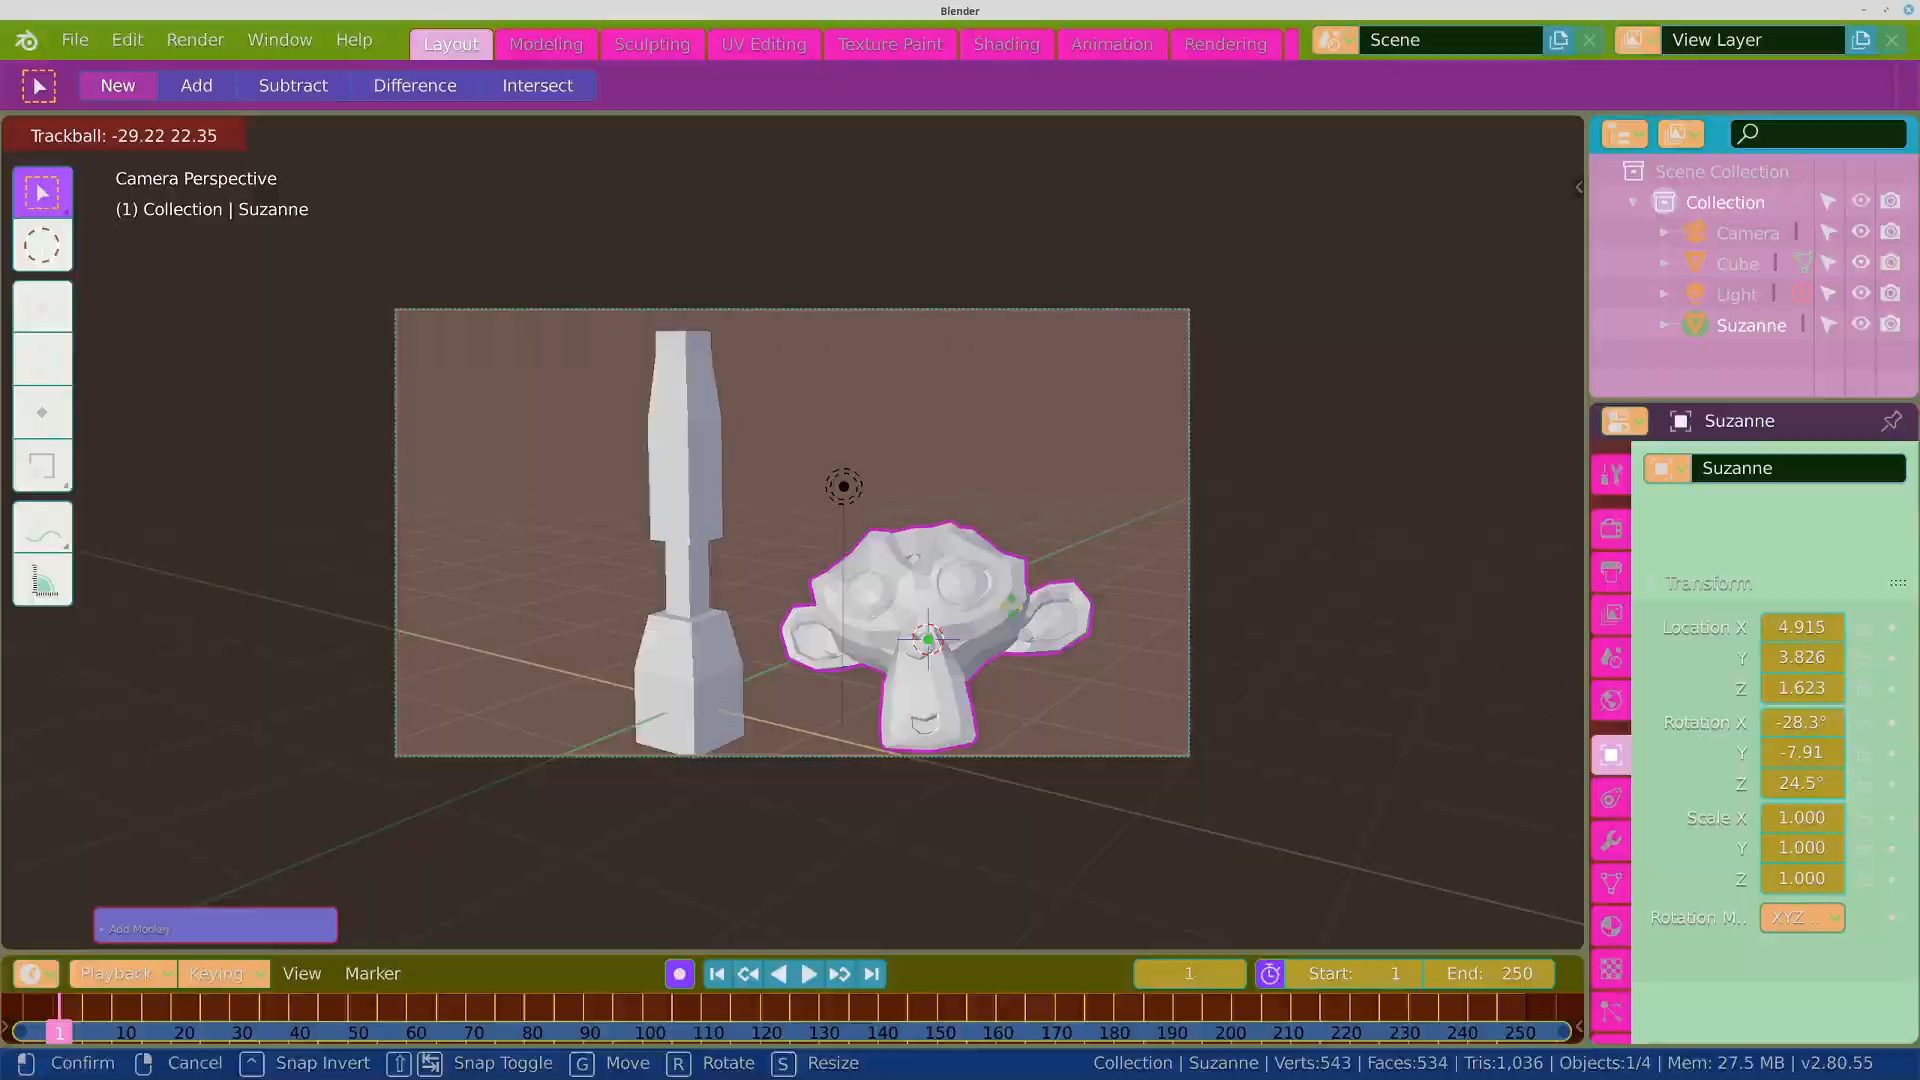 Blender
File Edit Render Window Help Layout Modeling Sculpting UV Editing Texture Paint Shading Animation Rendering Scene View Layer
New Add Subtract Difference Intersect
Trackball: -29.22 22.35
Camera Perspective
(1) Collection | Suzanne
Scene Collection
Collection
Camera
Cube
Light
Suzanne
Suzanne
Suzanne
Transform
Location X 4.915
Y 3.826
Z 1.623
Rotation X -28.3°
Y -7.91
Z 24.5°
Scale X 1.000
Y 1.000
Z 1.000
Rotation M.. XYZ ..
Add Monkey
Playback Keying View Marker 1 Start: 1 End: 250
1 10 20 30 40 50 60 70 80 90 100 110 120 130 140 150 160 170 180 190 200 210 220 230 240 250
Confirm Cancel Snap Invert Snap Toggle G Move R Rotate S Resize Collection | Suzanne | Verts:543 | Faces:534 | Tris:1,036 | Objects:1/4 | Mem: 27.5 MB | v2.80.55